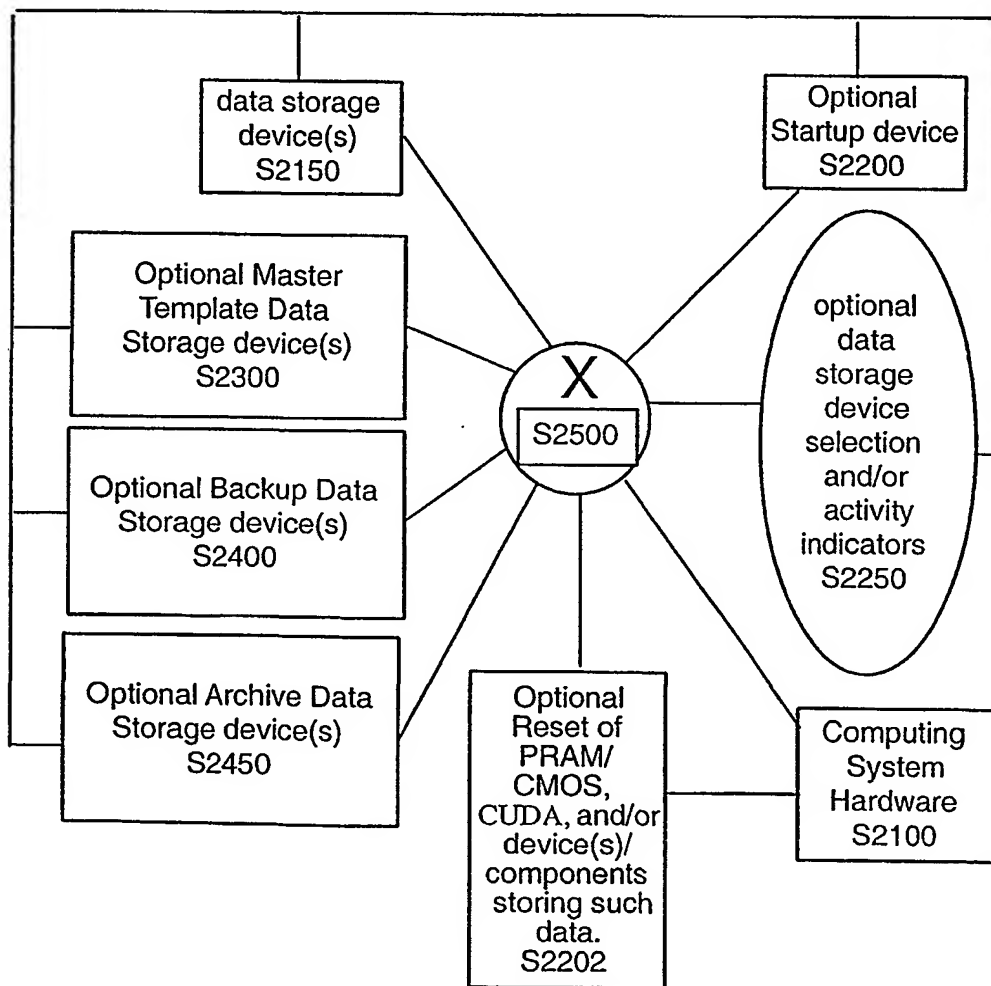 data storage
device(s)
S2150
Optional
Startup device
S2200
Optional Master
Template Data
Storage device(s)
S2300
X
S2500
optional
data
storage
device
selection
and/or
activity
indicators
S2250
Optional Backup Data
Storage device(s)
S2400
Optional Archive Data
Storage device(s)
S2450
Optional
Reset of
PRAM/
CMOS,
CUDA, and/or
device(s)/
components
storing such
data.
S2202
Computing
System
Hardware
S2100